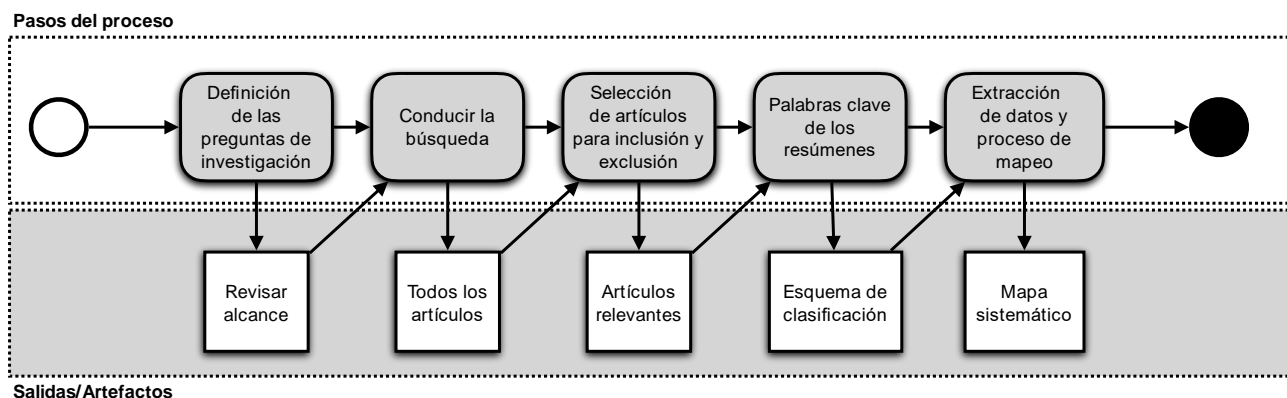 Pasos del proceso
Definición
de las
preguntas de
investigación
Conducir la
búsqueda
Selección
de artículos
para inclusión y
exclusión
Palabras clave
de los
resúmenes
Extracción
de datos y
proceso de
mapeo
Revisar
alcance
Todos los
artículos
Artículos
relevantes
Esquema de
clasificación
Mapa
sistemático
Salidas/Artefactos